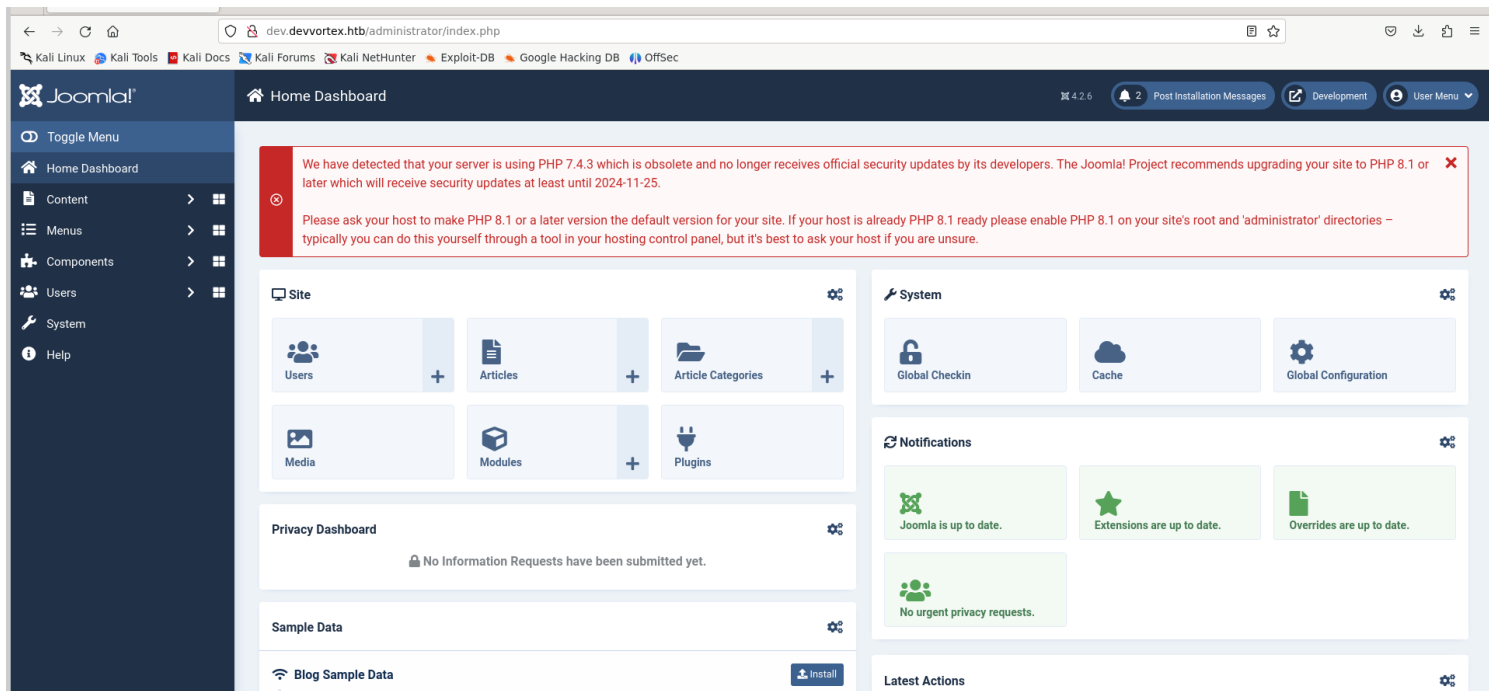 dev.devvortex.htb/administrator/index.php
Kali Linux Kali Tools Kali Docs Kali Forums Kali NetHunter Exploit-DB Google Hacking DB OffSec
Joomla!®
Home Dashboard
4.2.6
2 Post Installation Messages
Development
User Menu
Toggle Menu
Home Dashboard
Content
Menus
Components
Users
System
Help
We have detected that your server is using PHP 7.4.3 which is obsolete and no longer receives official security updates by its developers. The Joomla! Project recommends upgrading your site to PHP 8.1 or
later which will receive security updates at least until 2024-11-25.
Please ask your host to make PHP 8.1 or a later version the default version for your site. If your host is already PHP 8.1 ready please enable PHP 8.1 on your site's root and 'administrator' directories –
typically you can do this yourself through a tool in your hosting control panel, but it's best to ask your host if you are unsure.
Site
Users
Articles
Article Categories
Media
Modules
Plugins
Privacy Dashboard
No Information Requests have been submitted yet.
Sample Data
Blog Sample Data
Install
System
Global Checkin
Cache
Global Configuration
Notifications
Joomla is up to date.
Extensions are up to date.
Overrides are up to date.
No urgent privacy requests.
Latest Actions